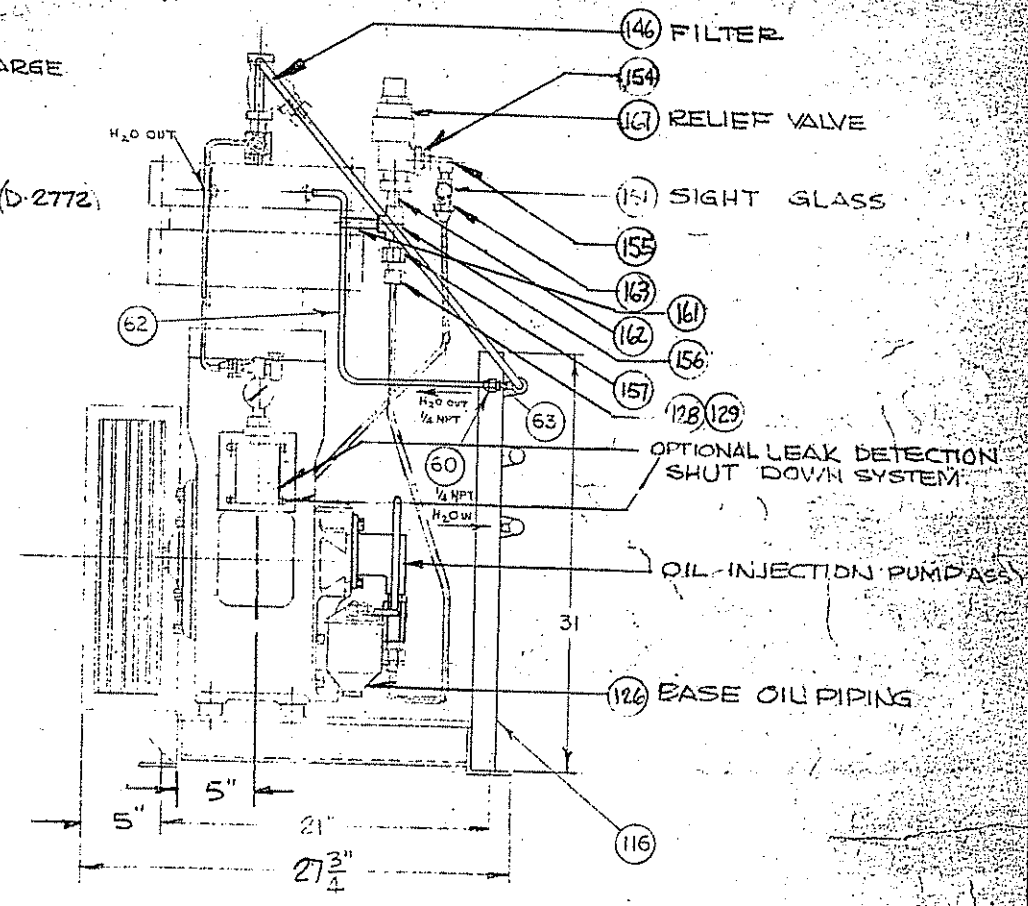 146 FILTER
ARGE
154
167 RELIEF VALVE
H₂O OUT
(D-2772)
151 SIGHT GLASS
155
163
161
62
162
156
157
128 129
H₂O OUT
1/4 NPT
63
60
OPTIONAL LEAK DETECTION
SHUT DOWN SYSTEM
1/4 NPT
H₂O IN
OIL INJECTION PUMP ASSY
31
126 BASE OIL PIPING
5"
5"
21"
116
27 3/4